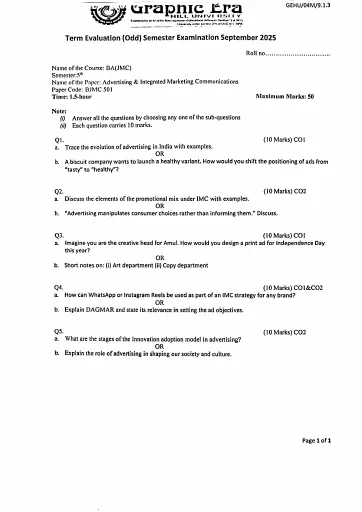 GEHU/04M/9.1.3
Graphic Era
HILL UNIVERSITY
Term Evaluation (Odd) Semester Examination September 2025
Roll no..............................
Name of the Course: BA(JMC)
Semester:5th
Name of the Paper: Advertising & Integrated Marketing Communications
Paper Code: BJMC 501
Time: 1.5-hour Maximum Marks: 50
Note:
(i) Answer all the questions by choosing any one of the sub-questions
(ii) Each question carries 10 marks.
Q1. (10 Marks) CO1
a. Trace the evolution of advertising in India with examples.
OR
b. A biscuit company wants to launch a healthy variant. How would you shift the positioning of ads from
"tasty" to "healthy"?
Q2. (10 Marks) CO2
a. Discuss the elements of the promotional mix under IMC with examples.
OR
b. "Advertising manipulates consumer choices rather than informing them." Discuss.
Q3. (10 Marks) CO1
a. Imagine you are the creative head for Amul. How would you design a print ad for Independence Day
this year?
OR
b. Short notes on: (i) Art department (ii) Copy department
Q4. (10 Marks) CO1&CO2
a. How can WhatsApp or Instagram Reels be used as part of an IMC strategy for any brand?
OR
b. Explain DAGMAR and state its relevance in setting the ad objectives.
Q5. (10 Marks) CO2
a. What are the stages of the Innovation adoption model in advertising?
OR
b. Explain the role of advertising in shaping our society and culture.
Page 1 of 1